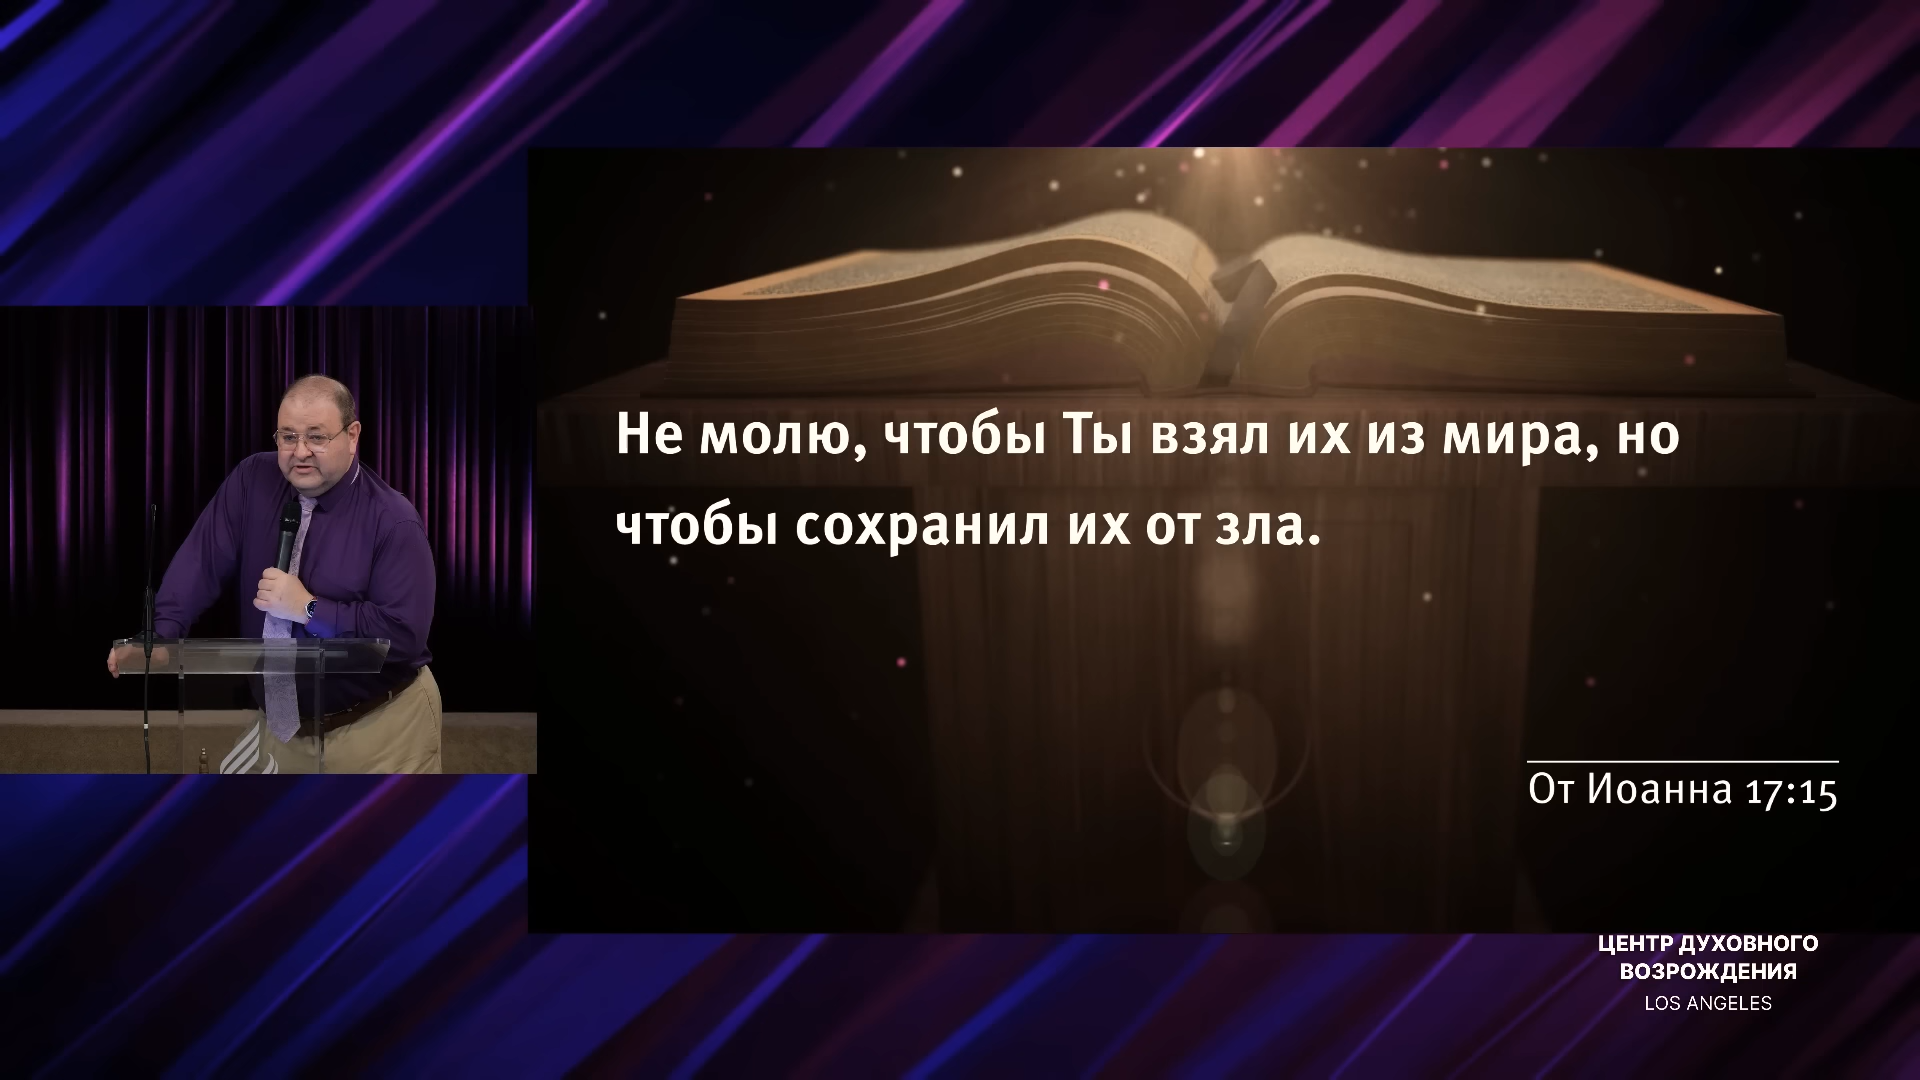 Не молю, чтобы Ты взял их из мира, но
чтобы сохранил их от зла.
От Иоанна 17:15
ЦЕНТР ДУХОВНОГО
ВОЗРОЖДЕНИЯ
LOS ANGELES